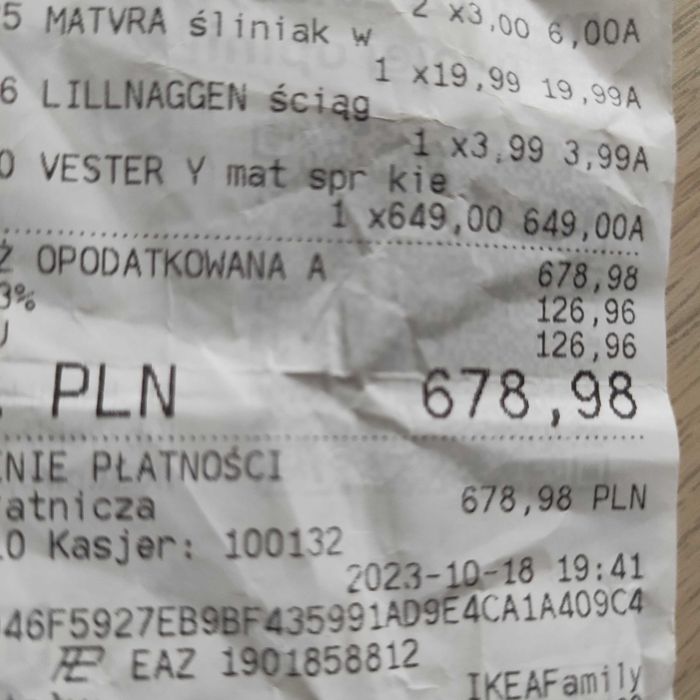 5 MATVRA śliniak w
2 x3,00 6,00A
6 LILLNAGGEN ściąg
1 x19,99 19,99A
0 VESTER Y mat spr kie
1 x3,99 3,99A
1 x649,00 649,00A
Ż OPODATKOWANA A 678,98
3% 126,96
126,96
PLN 678,98
ENIE PŁATNOŚCI
atnicza 678,98 PLN
0 Kasjer: 100132
2023-10-18 19:41
46F5927EB9BF435991AD9E4CA1A409C4
EAZ 1901858812
IKEAFamily